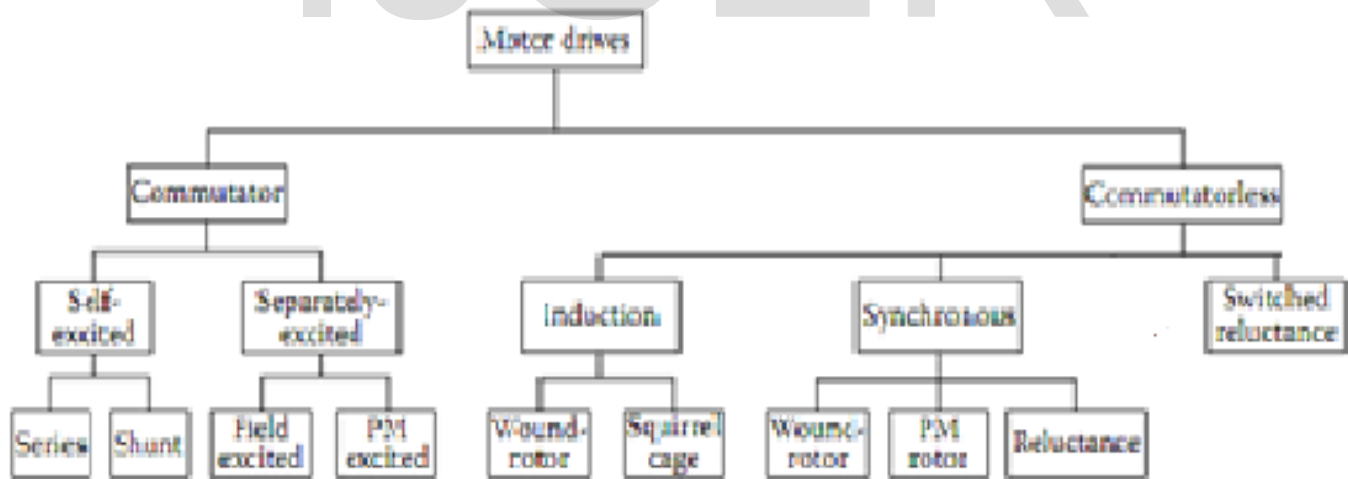 IJSER
Motor drives
Commutator
Commutatorless
Self-
excited
Separately-
excited
Induction
Synchronous
Switched
reluctance
Series
Shunt
Field
excited
PM
excited
Wound-
rotor
Squirrel
cage
Wound-
rotor
PM
rotor
Reluctance